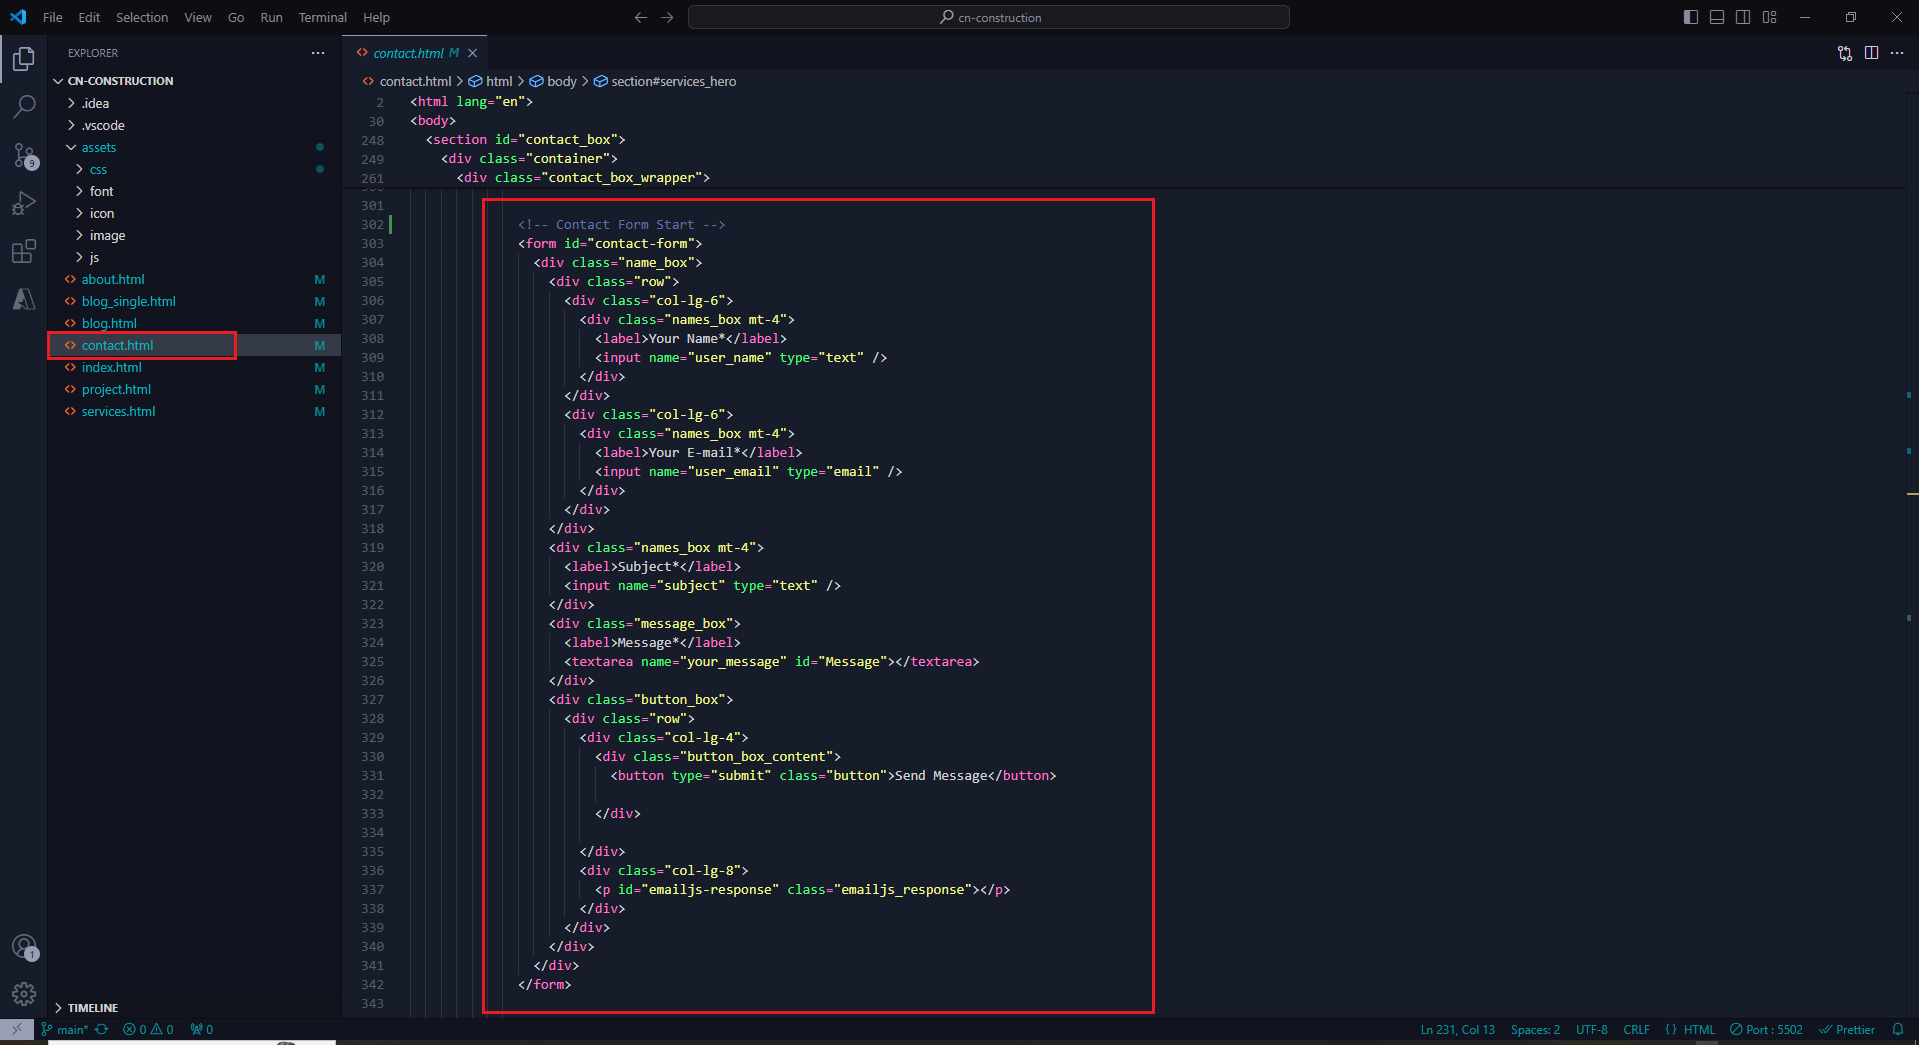 File Edit Selection View Go Run Terminal Help
cn-construction
EXPLORER
CN-CONSTRUCTION
.idea
.vscode
assets
css
font
icon
image
js
about.html M
blog_single.html M
blog.html M
contact.html M
index.html M
project.html M
services.html M
TIMELINE
9
1
contact.html M
contact.html > html > body > section#services_hero
2 <html lang="en">
30 <body>
248 <section id="contact_box">
249 <div class="container">
261 <div class="contact_box_wrapper">
301
302 <!-- Contact Form Start -->
303 <form id="contact-form">
304 <div class="name_box">
305 <div class="row">
306 <div class="col-lg-6">
307 <div class="names_box mt-4">
308 <label>Your Name*</label>
309 <input name="user_name" type="text" />
310 </div>
311 </div>
312 <div class="col-lg-6">
313 <div class="names_box mt-4">
314 <label>Your E-mail*</label>
315 <input name="user_email" type="email" />
316 </div>
317 </div>
318 </div>
319 <div class="names_box mt-4">
320 <label>Subject*</label>
321 <input name="subject" type="text" />
322 </div>
323 <div class="message_box">
324 <label>Message*</label>
325 <textarea name="your_message" id="Message"></textarea>
326 </div>
327 <div class="button_box">
328 <div class="row">
329 <div class="col-lg-4">
330 <div class="button_box_content">
331 <button type="submit" class="button">Send Message</button>
332
333 </div>
334
335 </div>
336 <div class="col-lg-8">
337 <p id="emailjs-response" class="emailjs_response"></p>
338 </div>
339 </div>
340 </div>
341 </div>
342 </form>
343
main* 0 0 0
Ln 231, Col 13 Spaces: 2 UTF-8 CRLF {} HTML Port : 5502 Prettier